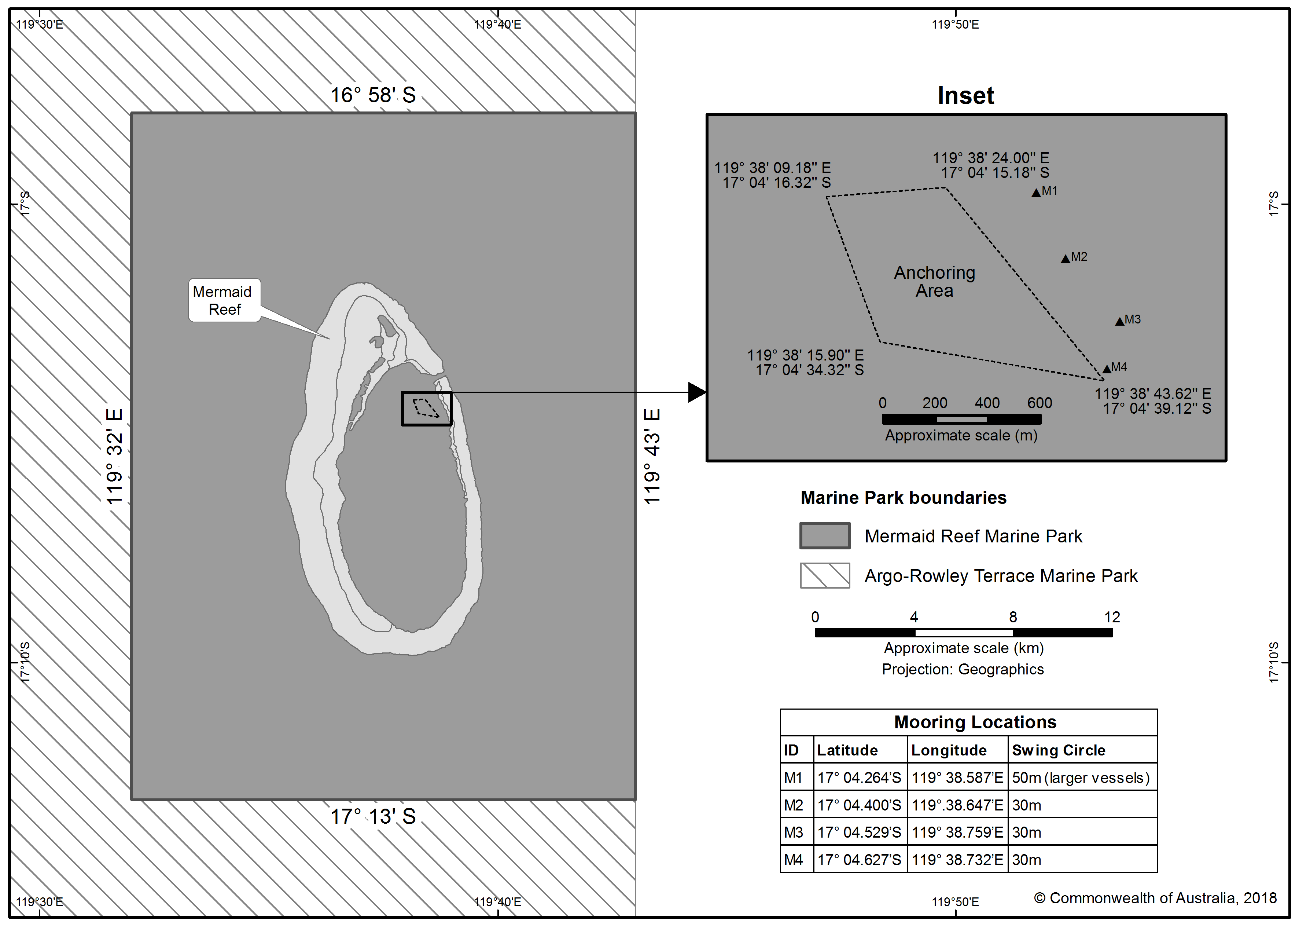 119°30'E
119°40'E
119°50'E
16° 58' S
Inset
119° 38' 09.18" E
17° 04' 16.32" S
119° 38' 24.00" E
17° 04' 15.18" S
M1
17°S
17°S
M2
Anchoring
Area
Mermaid
Reef
M3
119° 38' 15.90" E
17° 04' 34.32" S
M4
119° 38' 43.62" E
17° 04' 39.12" S
0 200 400 600
Approximate scale (m)
119° 32' E
119° 43' E
Marine Park boundaries
Mermaid Reef Marine Park
Argo-Rowley Terrace Marine Park
0 4 8 12
Approximate scale (km)
Projection: Geographics
17°10'S
17°10'S
Mooring Locations
ID Latitude Longitude Swing Circle
M1 17° 04.264'S 119° 38.587'E 50m (larger vessels)
M2 17° 04.400'S 119°.38.647'E 30m
M3 17° 04.529'S 119° 38.759'E 30m
M4 17° 04.627'S 119° 38.732'E 30m
17° 13' S
119°30'E
119°40'E
119°50'E
© Commonwealth of Australia, 2018